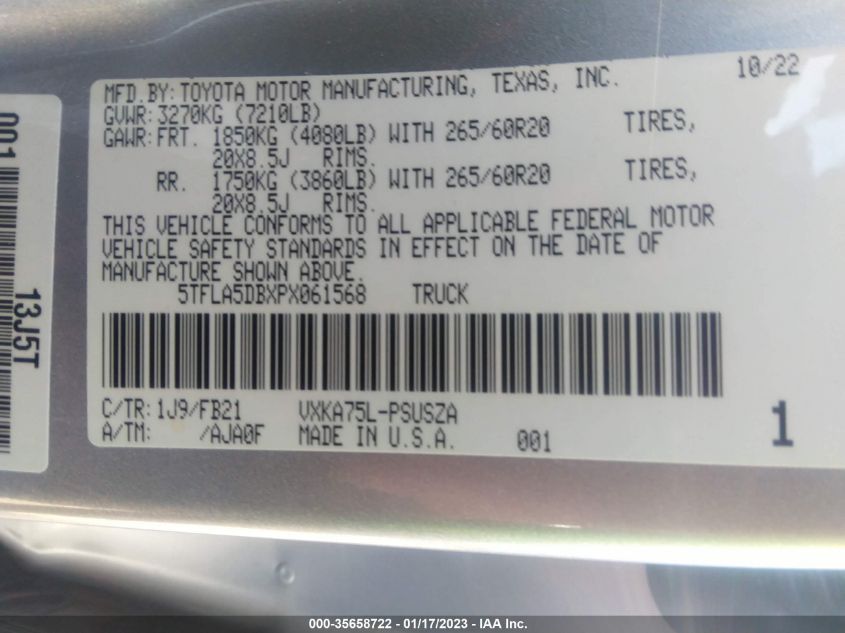 MFD.BY:TOYOTA MOTOR MANUFACTURING, TEXAS, INC. 10/22
GVWR:3270KG (7210LB)
GAWR:FRT. 1850KG (4080LB) WITH 265/60R20 TIRES,
20X8.5J RIMS.
RR. 1750KG (3860LB) WITH 265/60R20 TIRES,
20X8.5J RIMS.
THIS VEHICLE CONFORMS TO ALL APPLICABLE FEDERAL MOTOR
VEHICLE SAFETY STANDARDS IN EFFECT ON THE DATE OF
MANUFACTURE SHOWN ABOVE.
5TFLA5DBXPX061568 TRUCK
C/TR:1J9/FB21 VXKA75L-PSUSZA
A/TM: /AJA0F MADE IN U.S.A. 001 1
001
13J5T
000-35658722 - 01/17/2023 - IAA Inc.